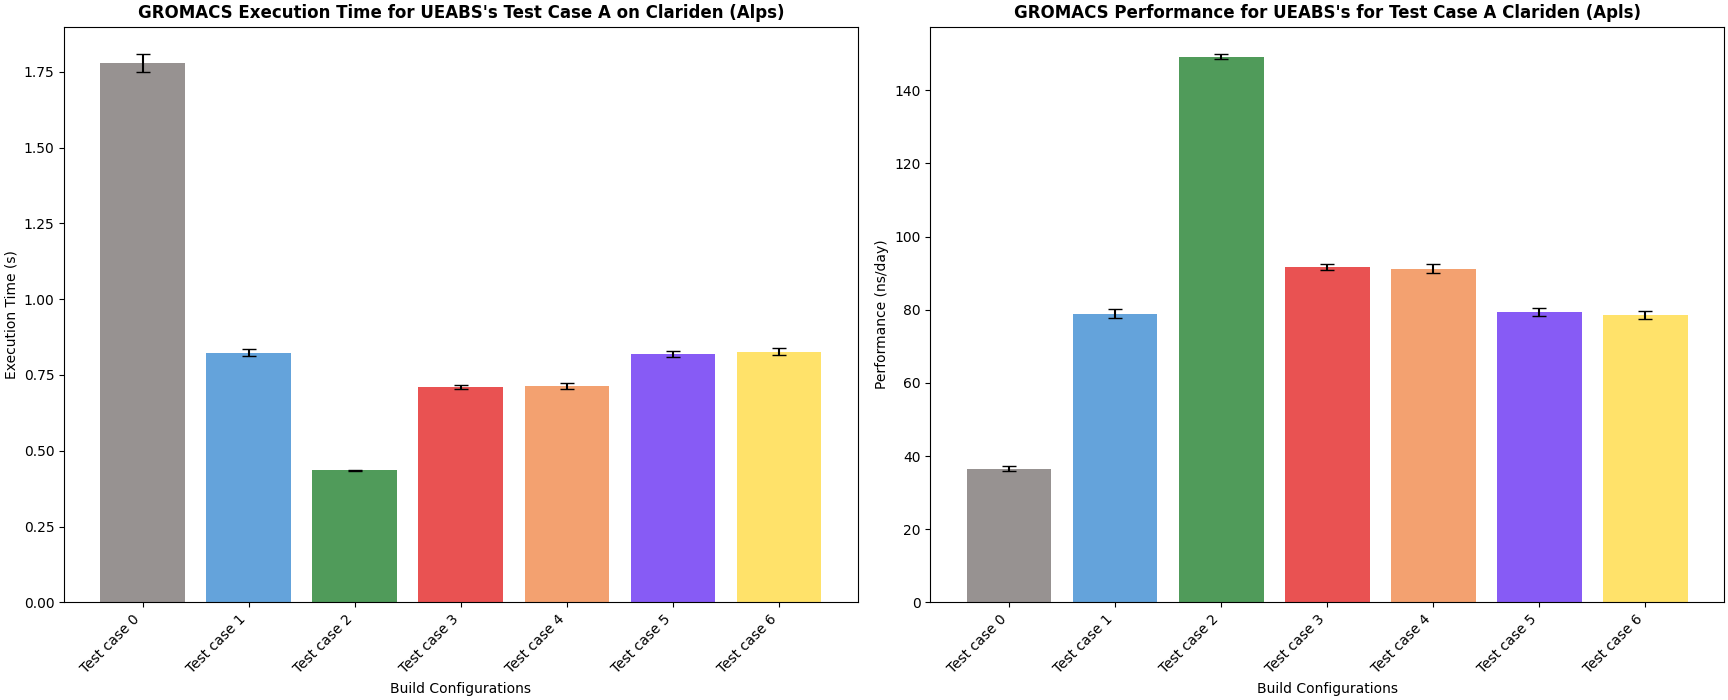 GROMACS Execution Time for UEABS's Test Case A on Clariden (Alps)
Execution Time (s)
1.75
1.50
1.25
1.00
0.75
0.50
0.25
0.00
Test case 0
Test case 1
Test case 2
Test case 3
Test case 4
Test case 5
Test case 6
Build Configurations
GROMACS Performance for UEABS's for Test Case A Clariden (Apls)
Performance (ns/day)
140
120
100
80
60
40
20
0
Test case 0
Test case 1
Test case 2
Test case 3
Test case 4
Test case 5
Test case 6
Build Configurations